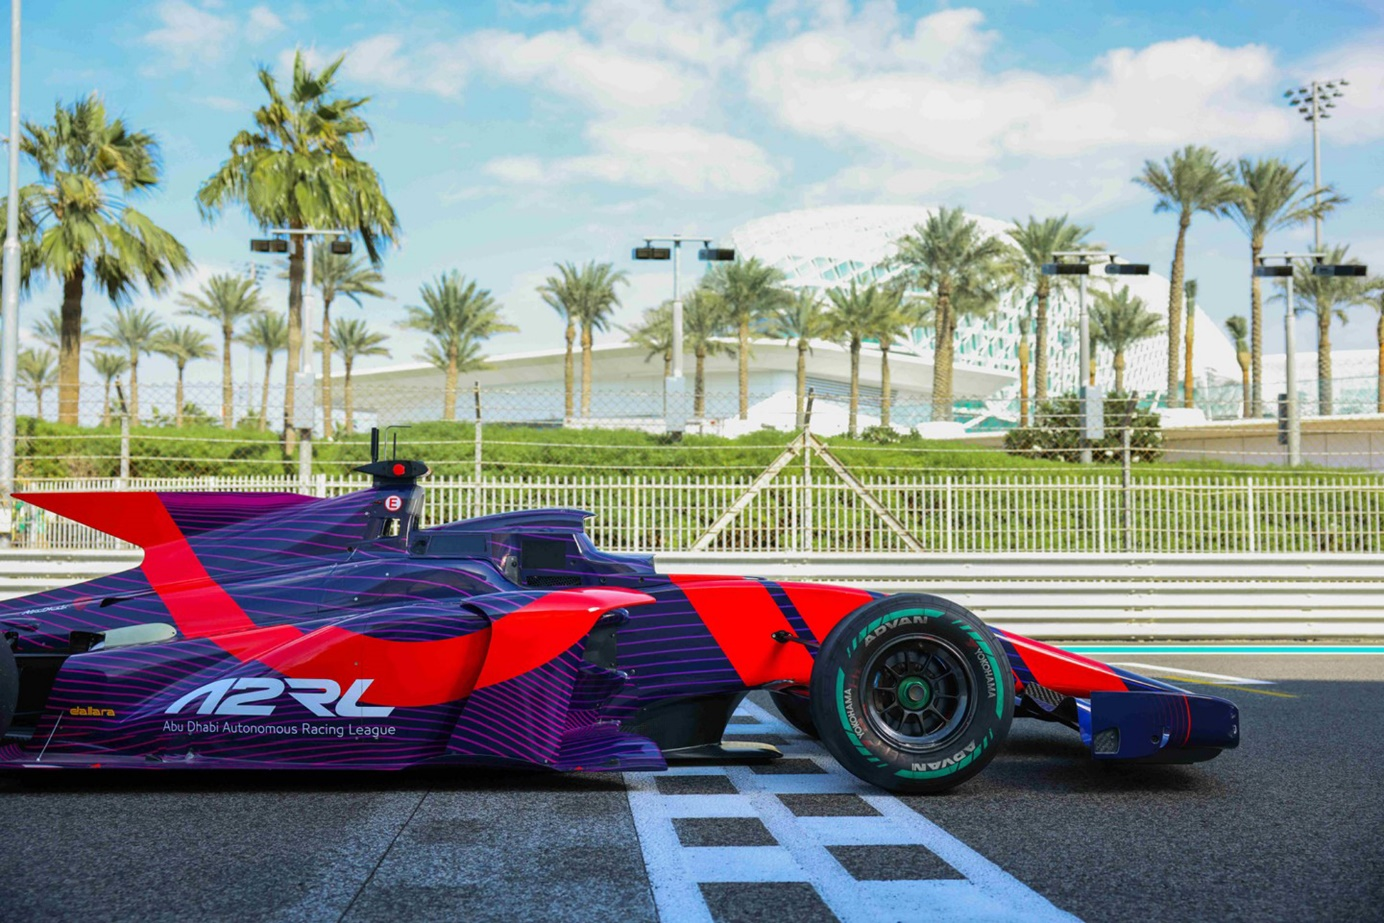 E
A2RL
Abu Dhabi Autonomous Racing League
dallara
ADVAN
YOKOHAMA
YOKOHAMA
ADVAN